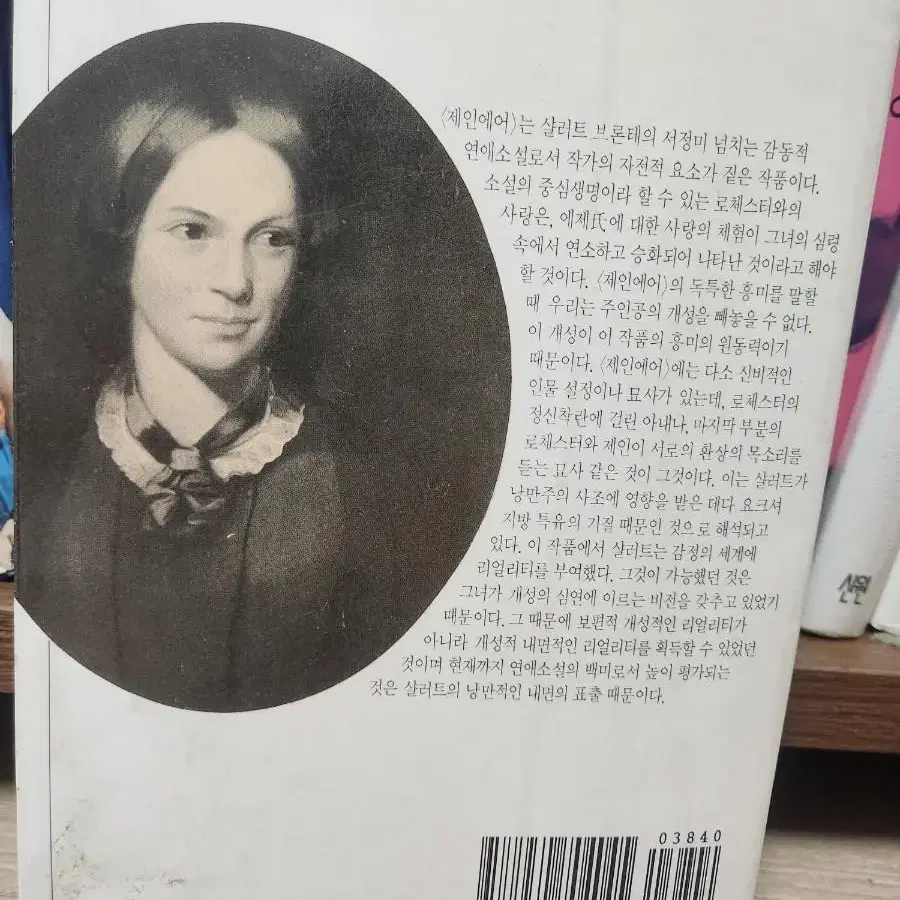 〈제인에어〉는 샬러트 브론테의 서정미 넘치는 감동적
연애소설로서 작가의 자전적 요소가 짙은 작품이다.
소설의 중심생명이라 할 수 있는 로체스터와의
사랑은, 에제氏에 대한 사랑의 체험이 그녀의 심령
속에서 연소하고 승화되어 나타난 것이라고 해야
할 것이다. 〈제인에어〉의 독특한 흥미를 말할
때 우리는 주인공의 개성을 빼놓을 수 없다.
이 개성이 이 작품의 흥미의 원동력이기
때문이다. 〈제인에어〉에는 다소 신비적인
인물 설정이나 묘사가 있는데, 로체스터의
정신착란에 걸린 아내나, 마지막 부분의
로체스터와 제인이 서로의 환상의 목소리를
듣는 묘사 같은 것이 그것이다. 이는 샬러트가
낭만주의 사조에 영향을 받은 데다 요크셔
지방 특유의 기질 때문인 것으로 해석되고
있다. 이 작품에서 샬러트는 감정의 세계에
리얼리티를 부여했다. 그것이 가능했던 것은
그녀가 개성의 심연에 이르는 비전을 갖추고 있었기
때문이다. 그 때문에 보편적 개성적인 리얼리티가
아니라 개성적 내면적인 리얼리티를 획득할 수 있었던
것이며 현재까지 연애소설의 백미로서 높이 평가되는
것은 샬러트의 낭만적인 내면의 표출 때문이다.
03840
신원